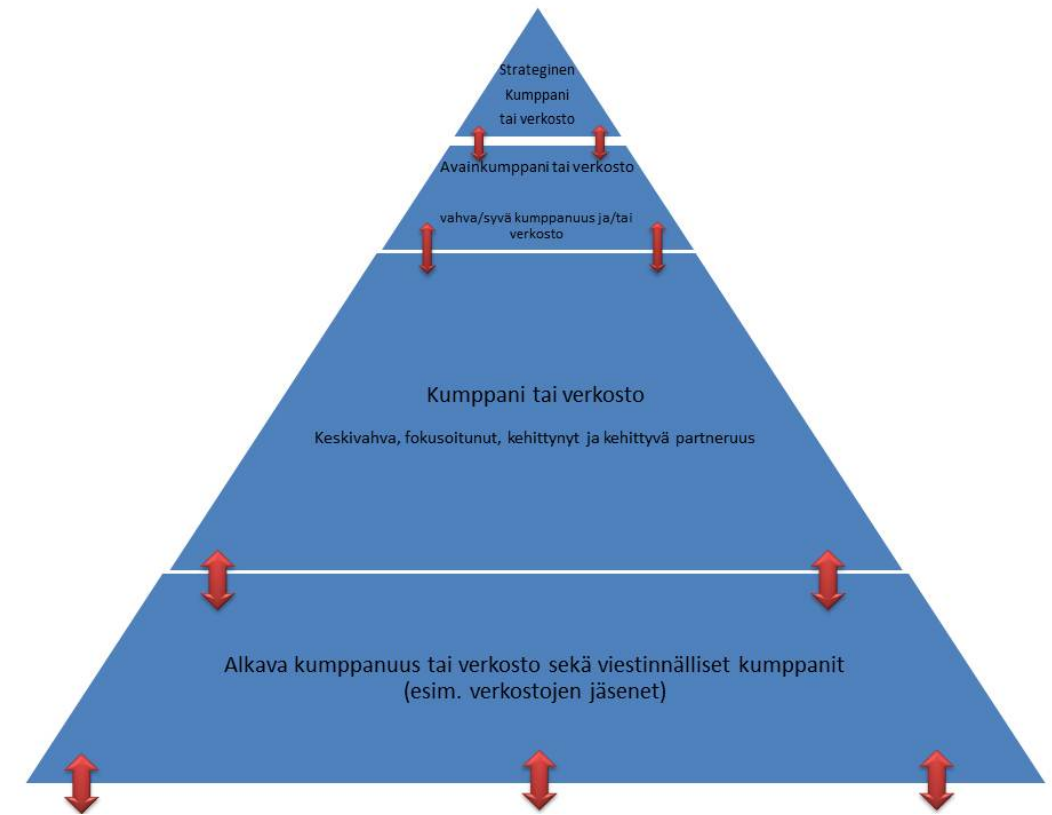 Strateginen
Kumppani
tai verkosto
Avainkumppani tai verkosto
vahva/syvä kumppanuus ja/tai
verkosto
Kumppani tai verkosto
Keskivahva, fokusoitunut, kehittynyt ja kehittyvä partneruus
Alkava kumppanuus tai verkosto sekä viestinnälliset kumppanit
(esim. verkostojen jäsenet)